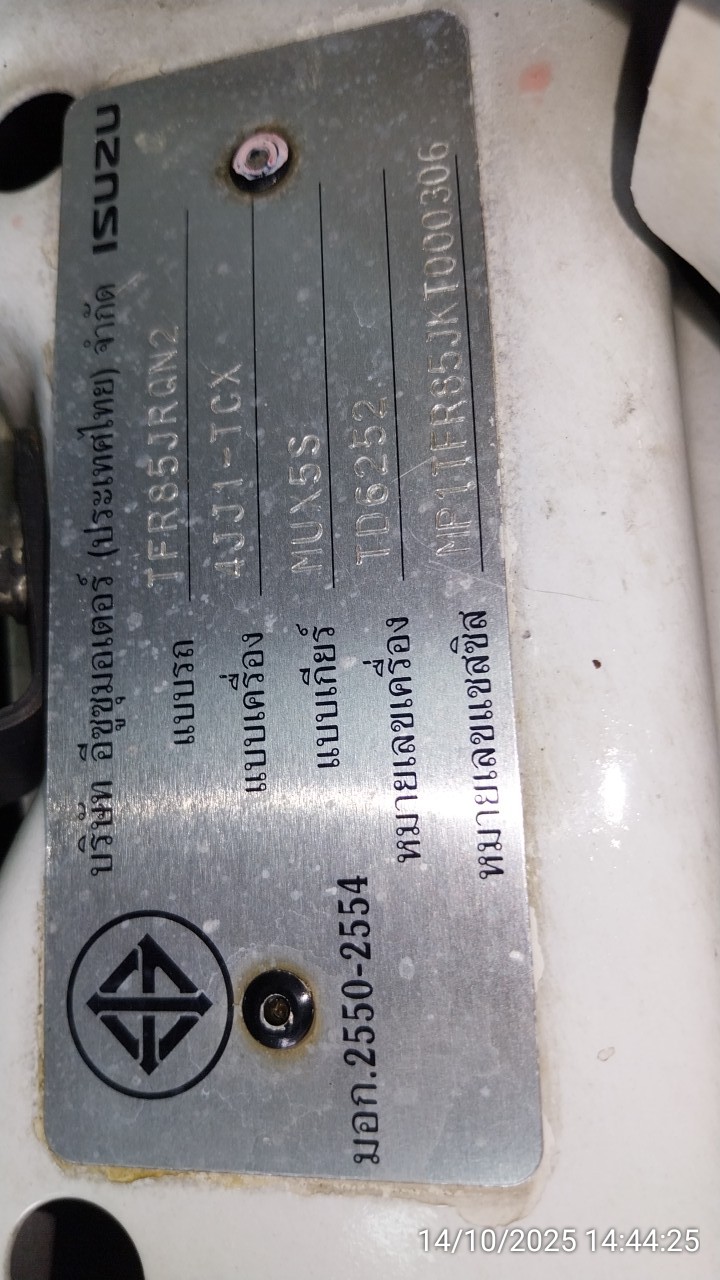 บริษัท อีซูซุมอเตอร์ (ประเทศไทย) จำกัด ISUZU
แบบรถ TFR85JRQN2
แบบเครื่อง 4JJ1-TCX
แบบเกียร์ MUX5S
หมายเลขเครื่อง TD6252
หมายเลขแชสซิส MP1TFR85JKT000306
มอก.2550-2554
14/10/2025 14:44:25